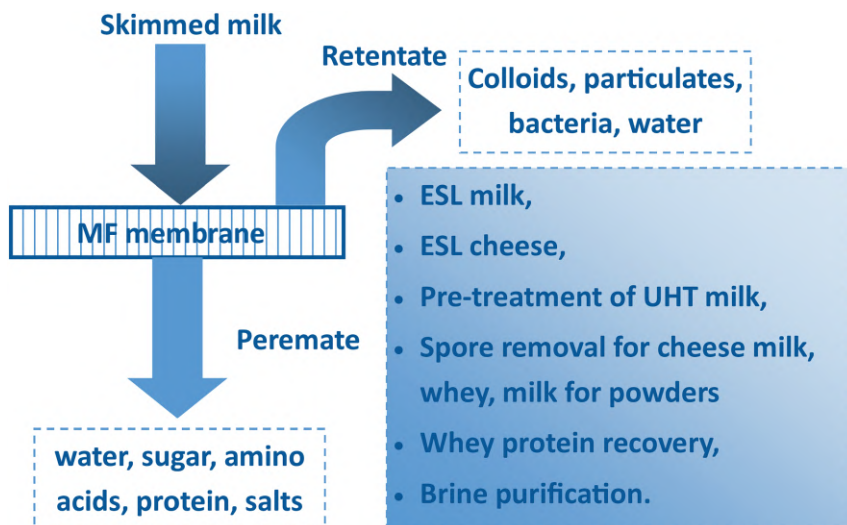 Skimmed milk
Retentate
Colloids, particulates,
bacteria, water
MF membrane
• ESL milk,
• ESL cheese,
• Pre-treatment of UHT milk,
• Spore removal for cheese milk,
whey, milk for powders
• Whey protein recovery,
• Brine purification.
Peremate
water, sugar, amino
acids, protein, salts